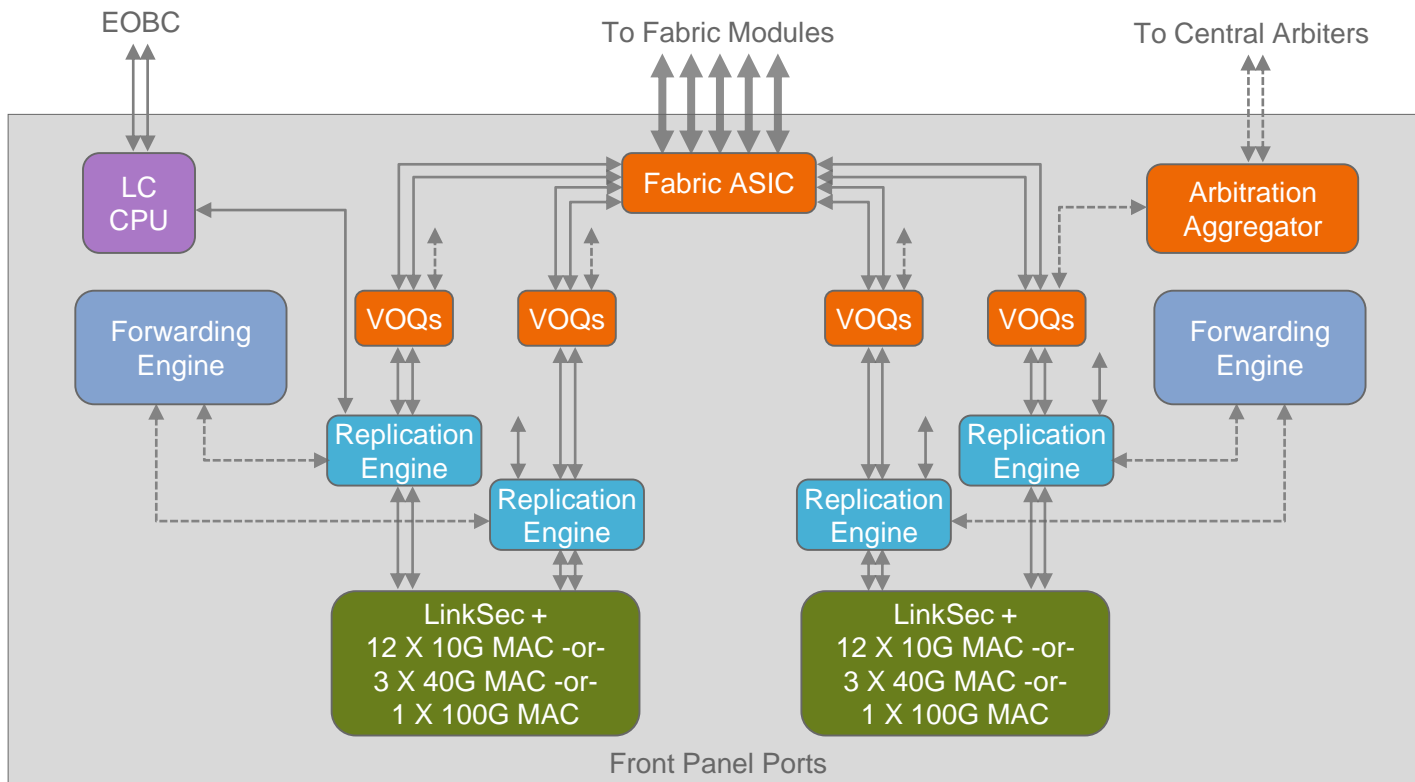 EOBC
To Fabric Modules
To Central Arbiters
LC
CPU
Fabric ASIC
Arbitration
Aggregator
Forwarding
Engine
VOQs
VOQs
VOQs
VOQs
Forwarding
Engine
Replication
Engine
Replication
Engine
Replication
Engine
Replication
Engine
LinkSec +
12 X 10G MAC -or-
3 X 40G MAC -or-
1 X 100G MAC
LinkSec +
12 X 10G MAC -or-
3 X 40G MAC -or-
1 X 100G MAC
Front Panel Ports